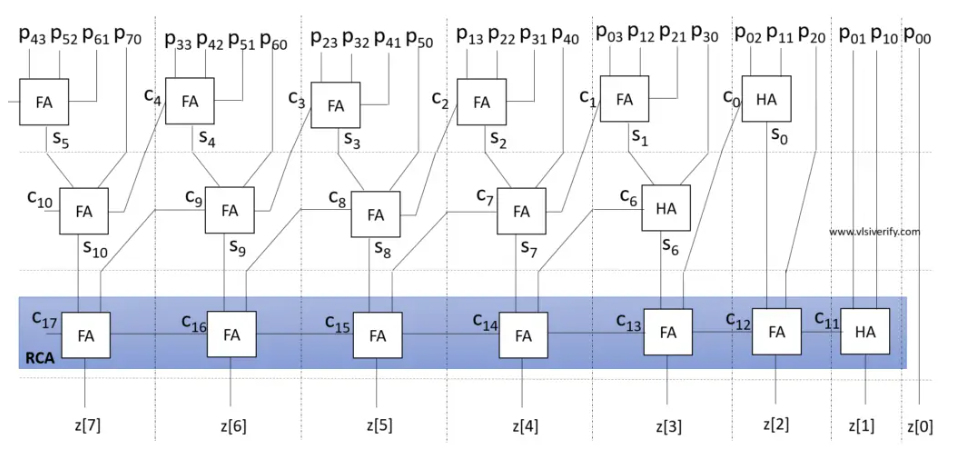 p43 p52 p61 p70 p33 p42 p51 p60 p23 p32 p41 p50 p13 p22 p31 p40 p03 p12 p21 p30 p02 p11 p20 p01 p10 p00
FA C4 FA C3 FA C2 FA C1 FA C0 HA
S5 S4 S3 S2 S1 S0
C10 FA C9 FA C8 FA C7 FA C6 HA
www.vlsiverify.com
S10 S9 S8 S7 S6
C17 FA C16 FA C15 FA C14 FA C13 FA C12 FA C11 HA
RCA
z[7] z[6] z[5] z[4] z[3] z[2] z[1] z[0]